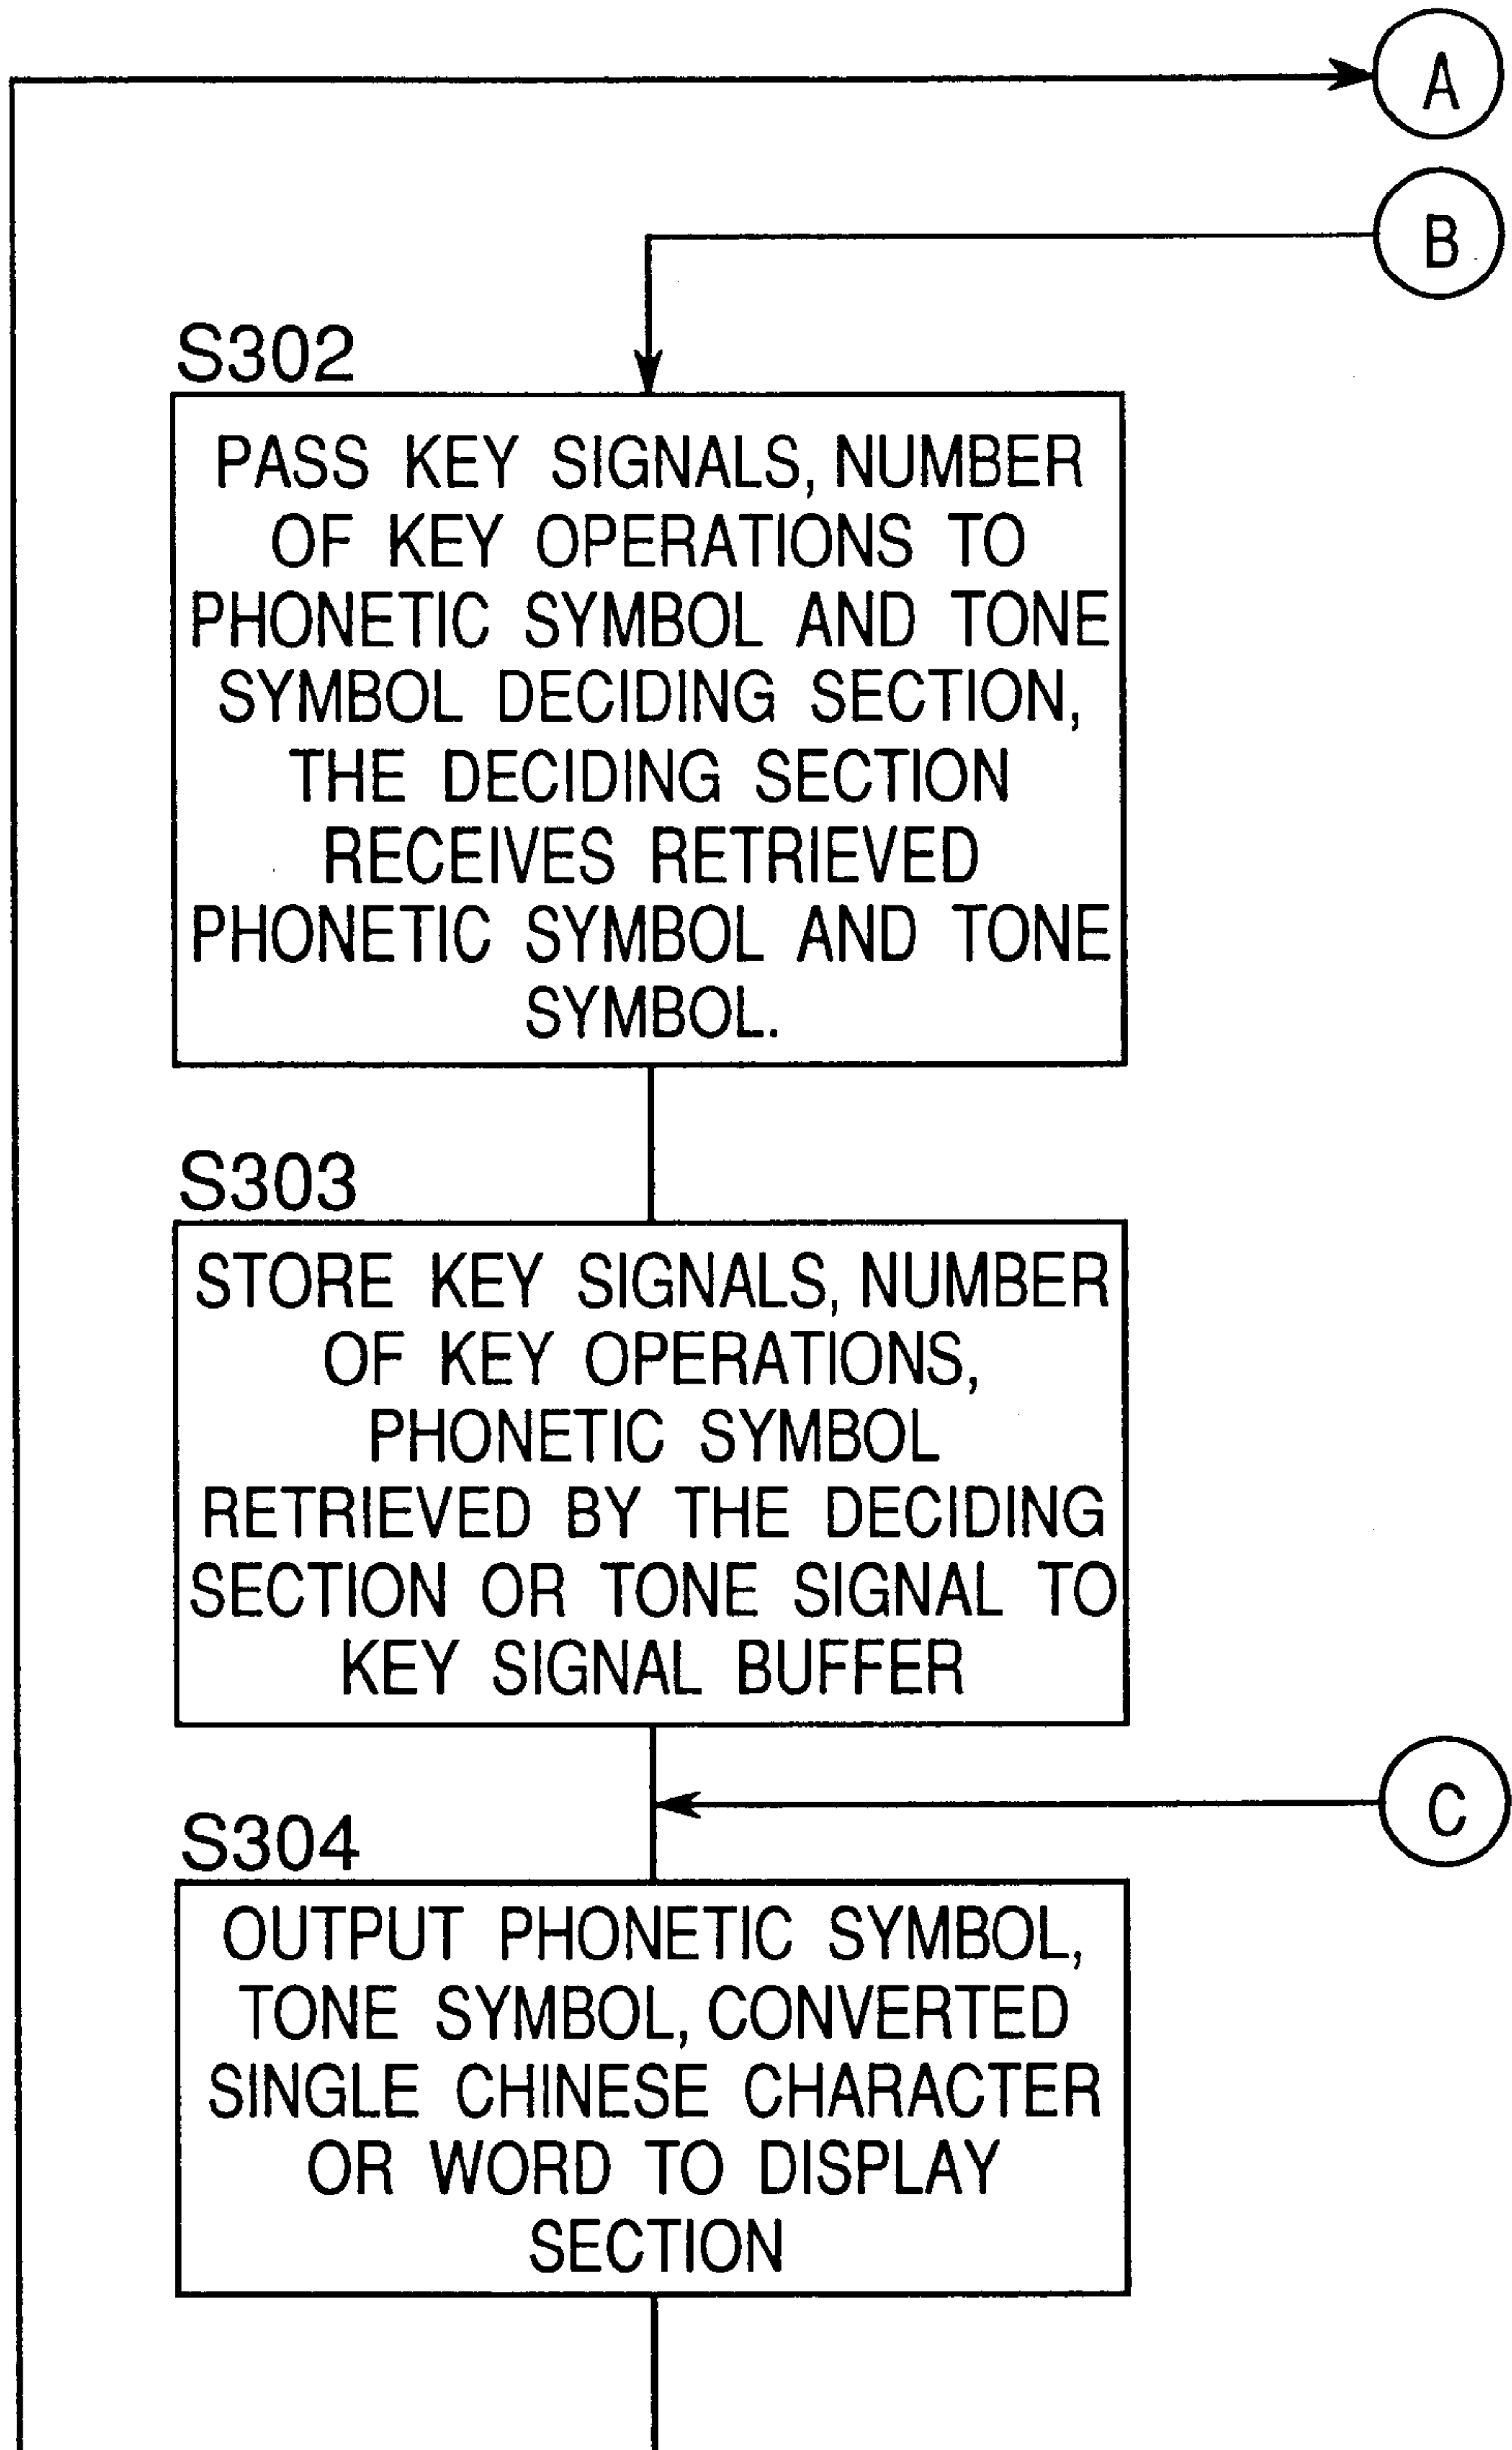 A
B
S302
PASS KEY SIGNALS, NUMBER
OF KEY OPERATIONS TO
PHONETIC SYMBOL AND TONE
SYMBOL DECIDING SECTION,
THE DECIDING SECTION
RECEIVES RETRIEVED
PHONETIC SYMBOL AND TONE
SYMBOL.
S303
STORE KEY SIGNALS, NUMBER
OF KEY OPERATIONS,
PHONETIC SYMBOL
RETRIEVED BY THE DECIDING
SECTION OR TONE SIGNAL TO
KEY SIGNAL BUFFER
C
S304
OUTPUT PHONETIC SYMBOL,
TONE SYMBOL, CONVERTED
SINGLE CHINESE CHARACTER
OR WORD TO DISPLAY
SECTION